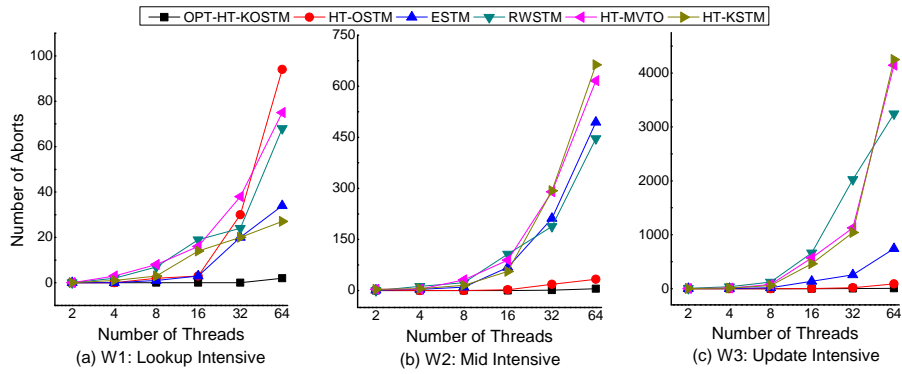 OPT-HT-KOSTM HT-OSTM ESTM RWSTM HT-MVTO HT-KSTM
Number of Aborts
100
80
60
40
20
0
2 4 8 16 32 64
Number of Threads
(a) W1: Lookup Intensive
750
600
450
300
150
0
2 4 8 16 32 64
Number of Threads
(b) W2: Mid Intensive
4000
3000
2000
1000
0
2 4 8 16 32 64
Number of Threads
(c) W3: Update Intensive